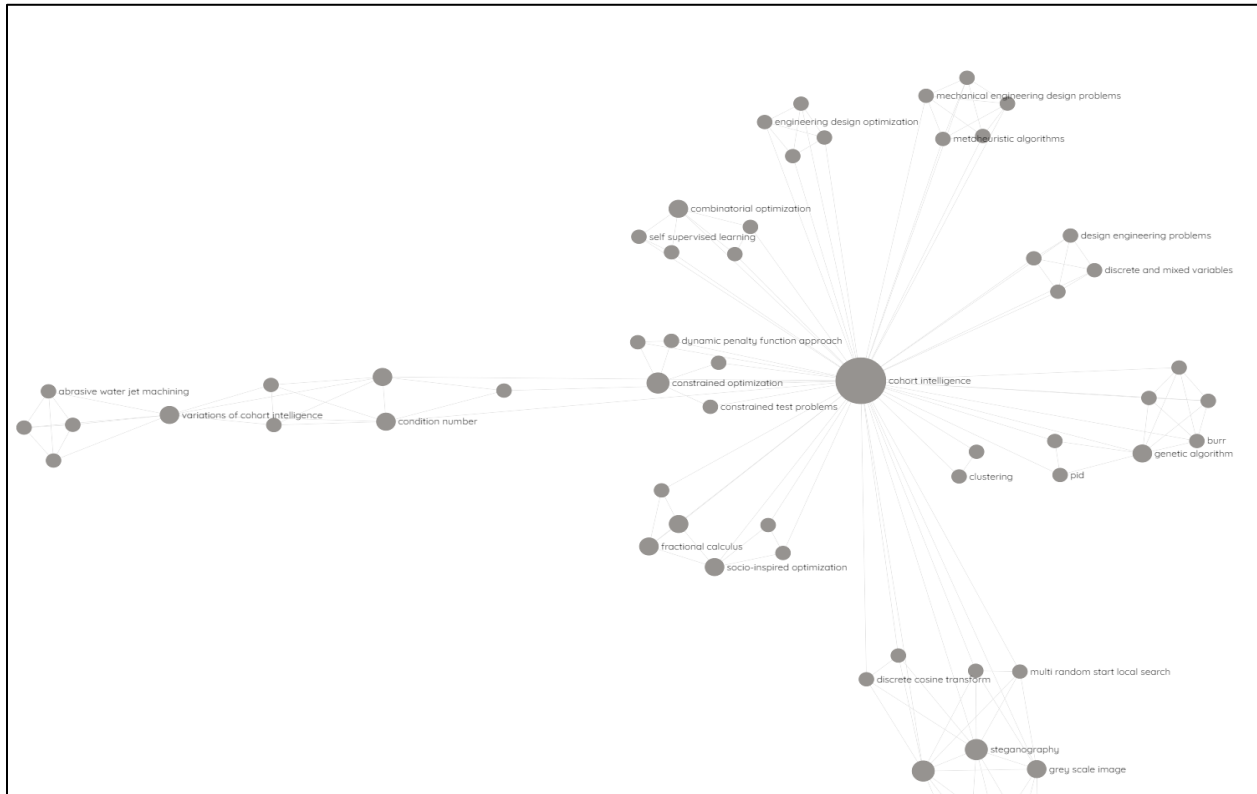 mechanical engineering design problems
engineering design optimization
metaheuristic algorithms
combinatorial optimization
self supervised learning
design engineering problems
discrete and mixed variables
dynamic penalty function approach
constrained optimization
cohort intelligence
abrasive water jet machining
constrained test problems
variations of cohort intelligence
condition number
burr
genetic algorithm
clustering
pid
fractional calculus
socio-inspired optimization
multi random start local search
discrete cosine transform
steganography
grey scale image